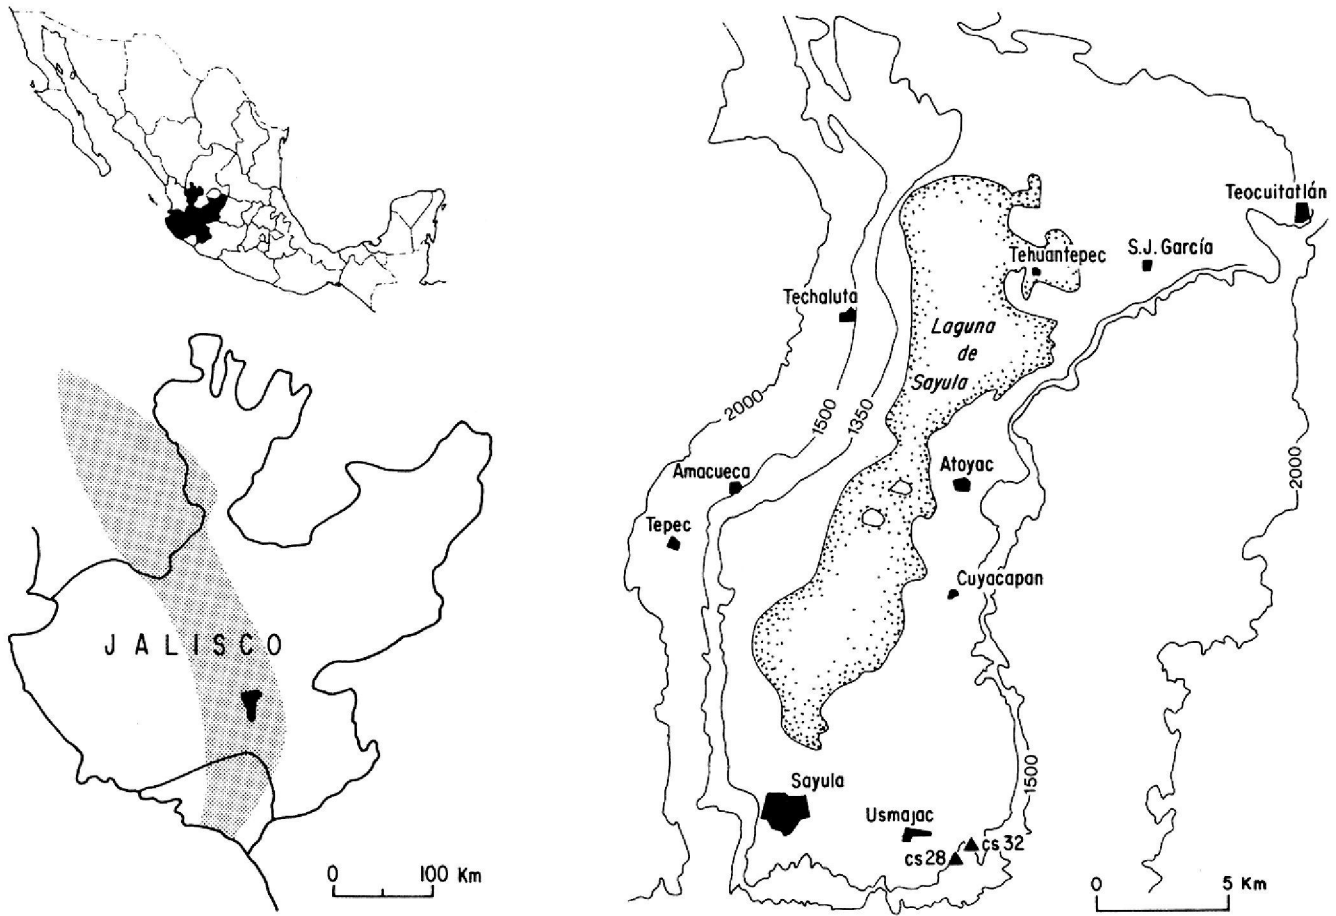 Teocuitatlán
S.J. García
Tehuantepec
Techaluta
Laguna
de
Sayula
2000
1500
1350
Amacueca
Atoyac
2000
Tepec
Cuyacapan
JALISCO
1500
Sayula
Usmajac
cs 32
cs 28
0 100 Km
0 5 Km